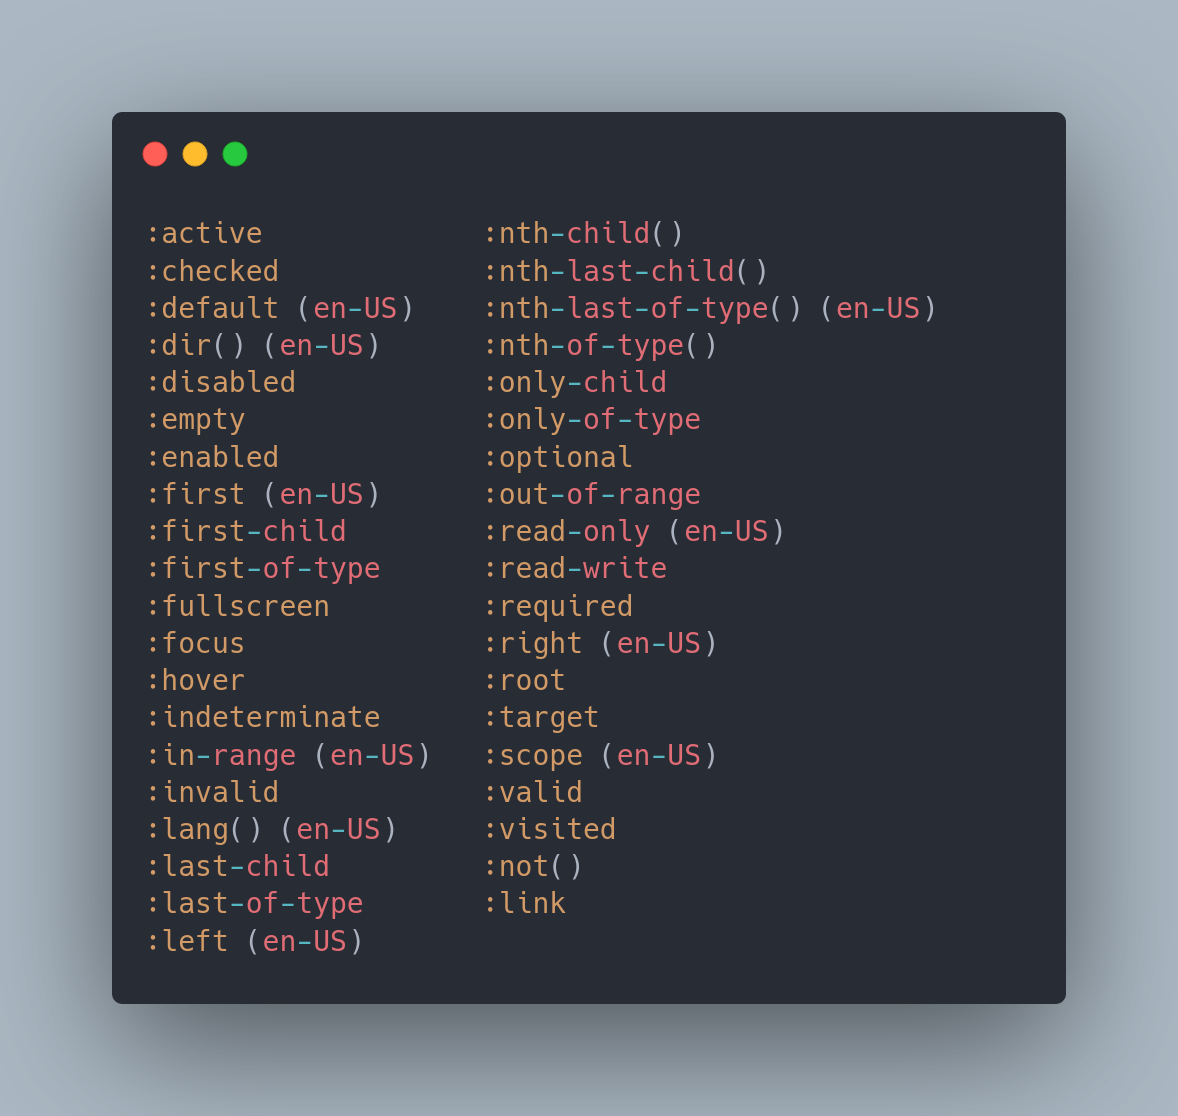 :active :nth-child()
:checked :nth-last-child()
:default (en-US) :nth-last-of-type() (en-US)
:dir() (en-US) :nth-of-type()
:disabled :only-child
:empty :only-of-type
:enabled :optional
:first (en-US) :out-of-range
:first-child :read-only (en-US)
:first-of-type :read-write
:fullscreen :required
:focus :right (en-US)
:hover :root
:indeterminate :target
:in-range (en-US) :scope (en-US)
:invalid :valid
:lang() (en-US) :visited
:last-child :not()
:last-of-type :link
:left (en-US)